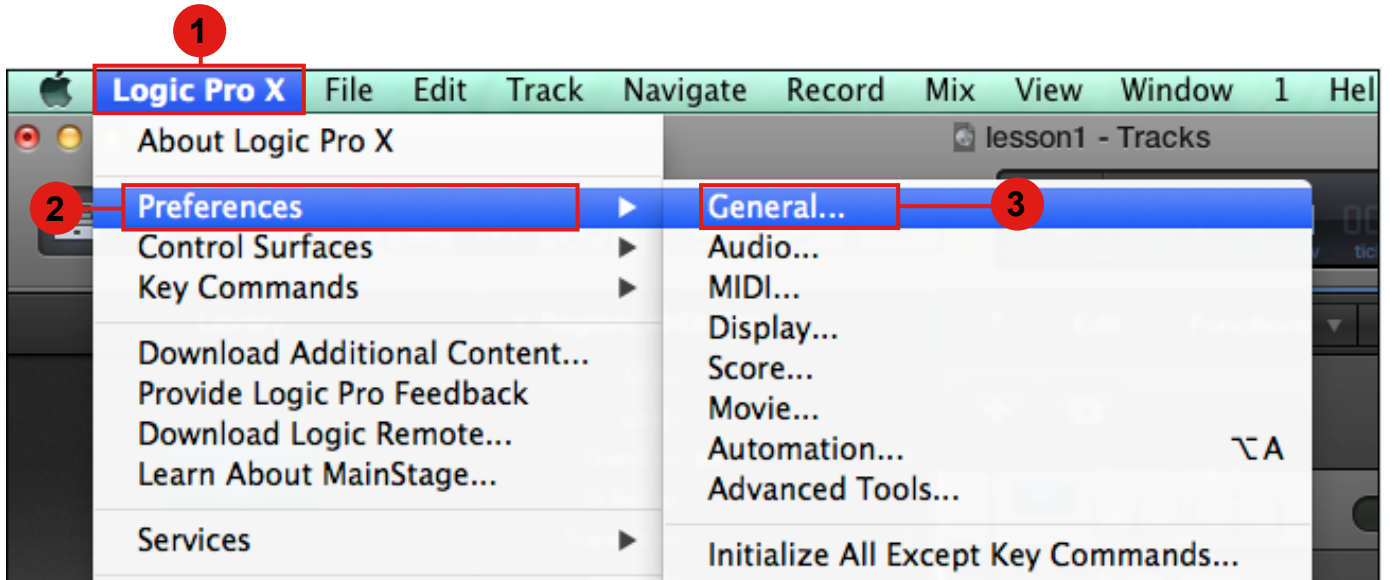 1
Logic Pro X File Edit Track Navigate Record Mix View Window 1 Hel
lesson1 - Tracks
About Logic Pro X
2
Preferences
Control Surfaces
Key Commands
Download Additional Content...
Provide Logic Pro Feedback
Download Logic Remote...
Learn About MainStage...
Services
General...
3
Audio...
MIDI...
Display...
Score...
Movie...
Automation... ⌥A
Advanced Tools...
Initialize All Except Key Commands...